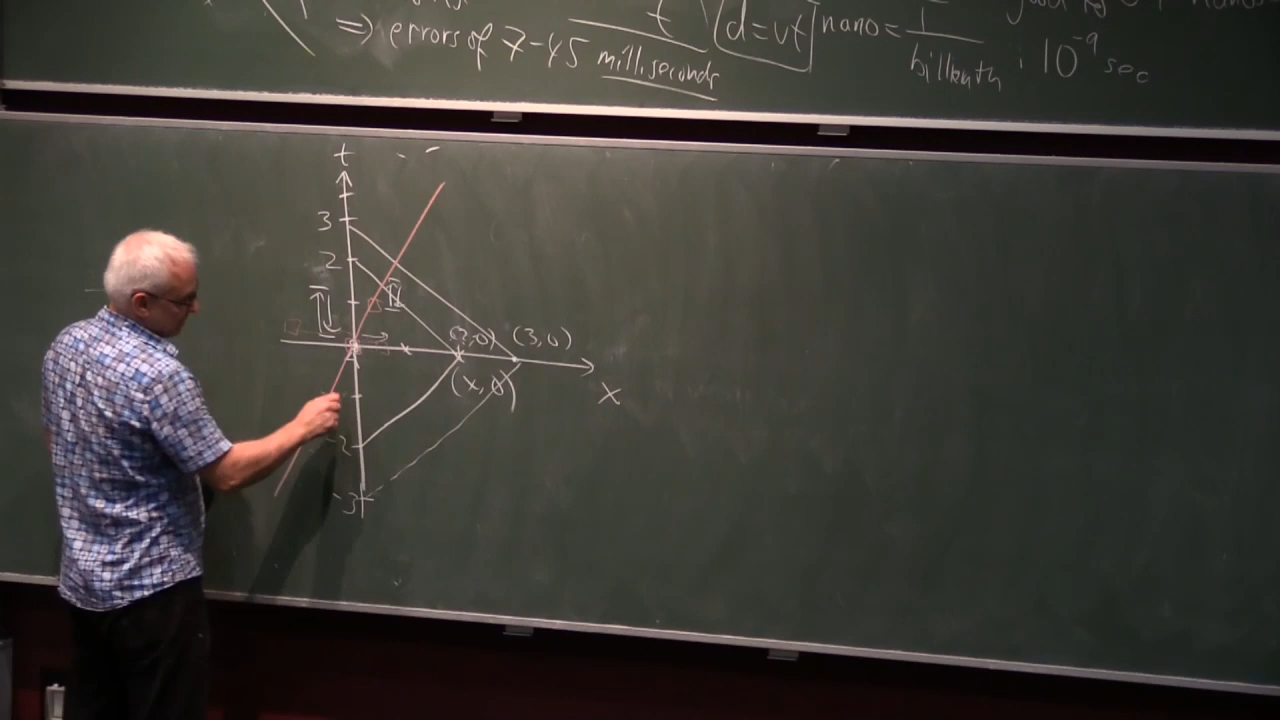 t
⇒ errors of 7-45 milliseconds
d=vt
nano = 1/billionth : 10^-9 sec
t
3
2
(2,0) (3,0)
(x,0)
x
-2
-3